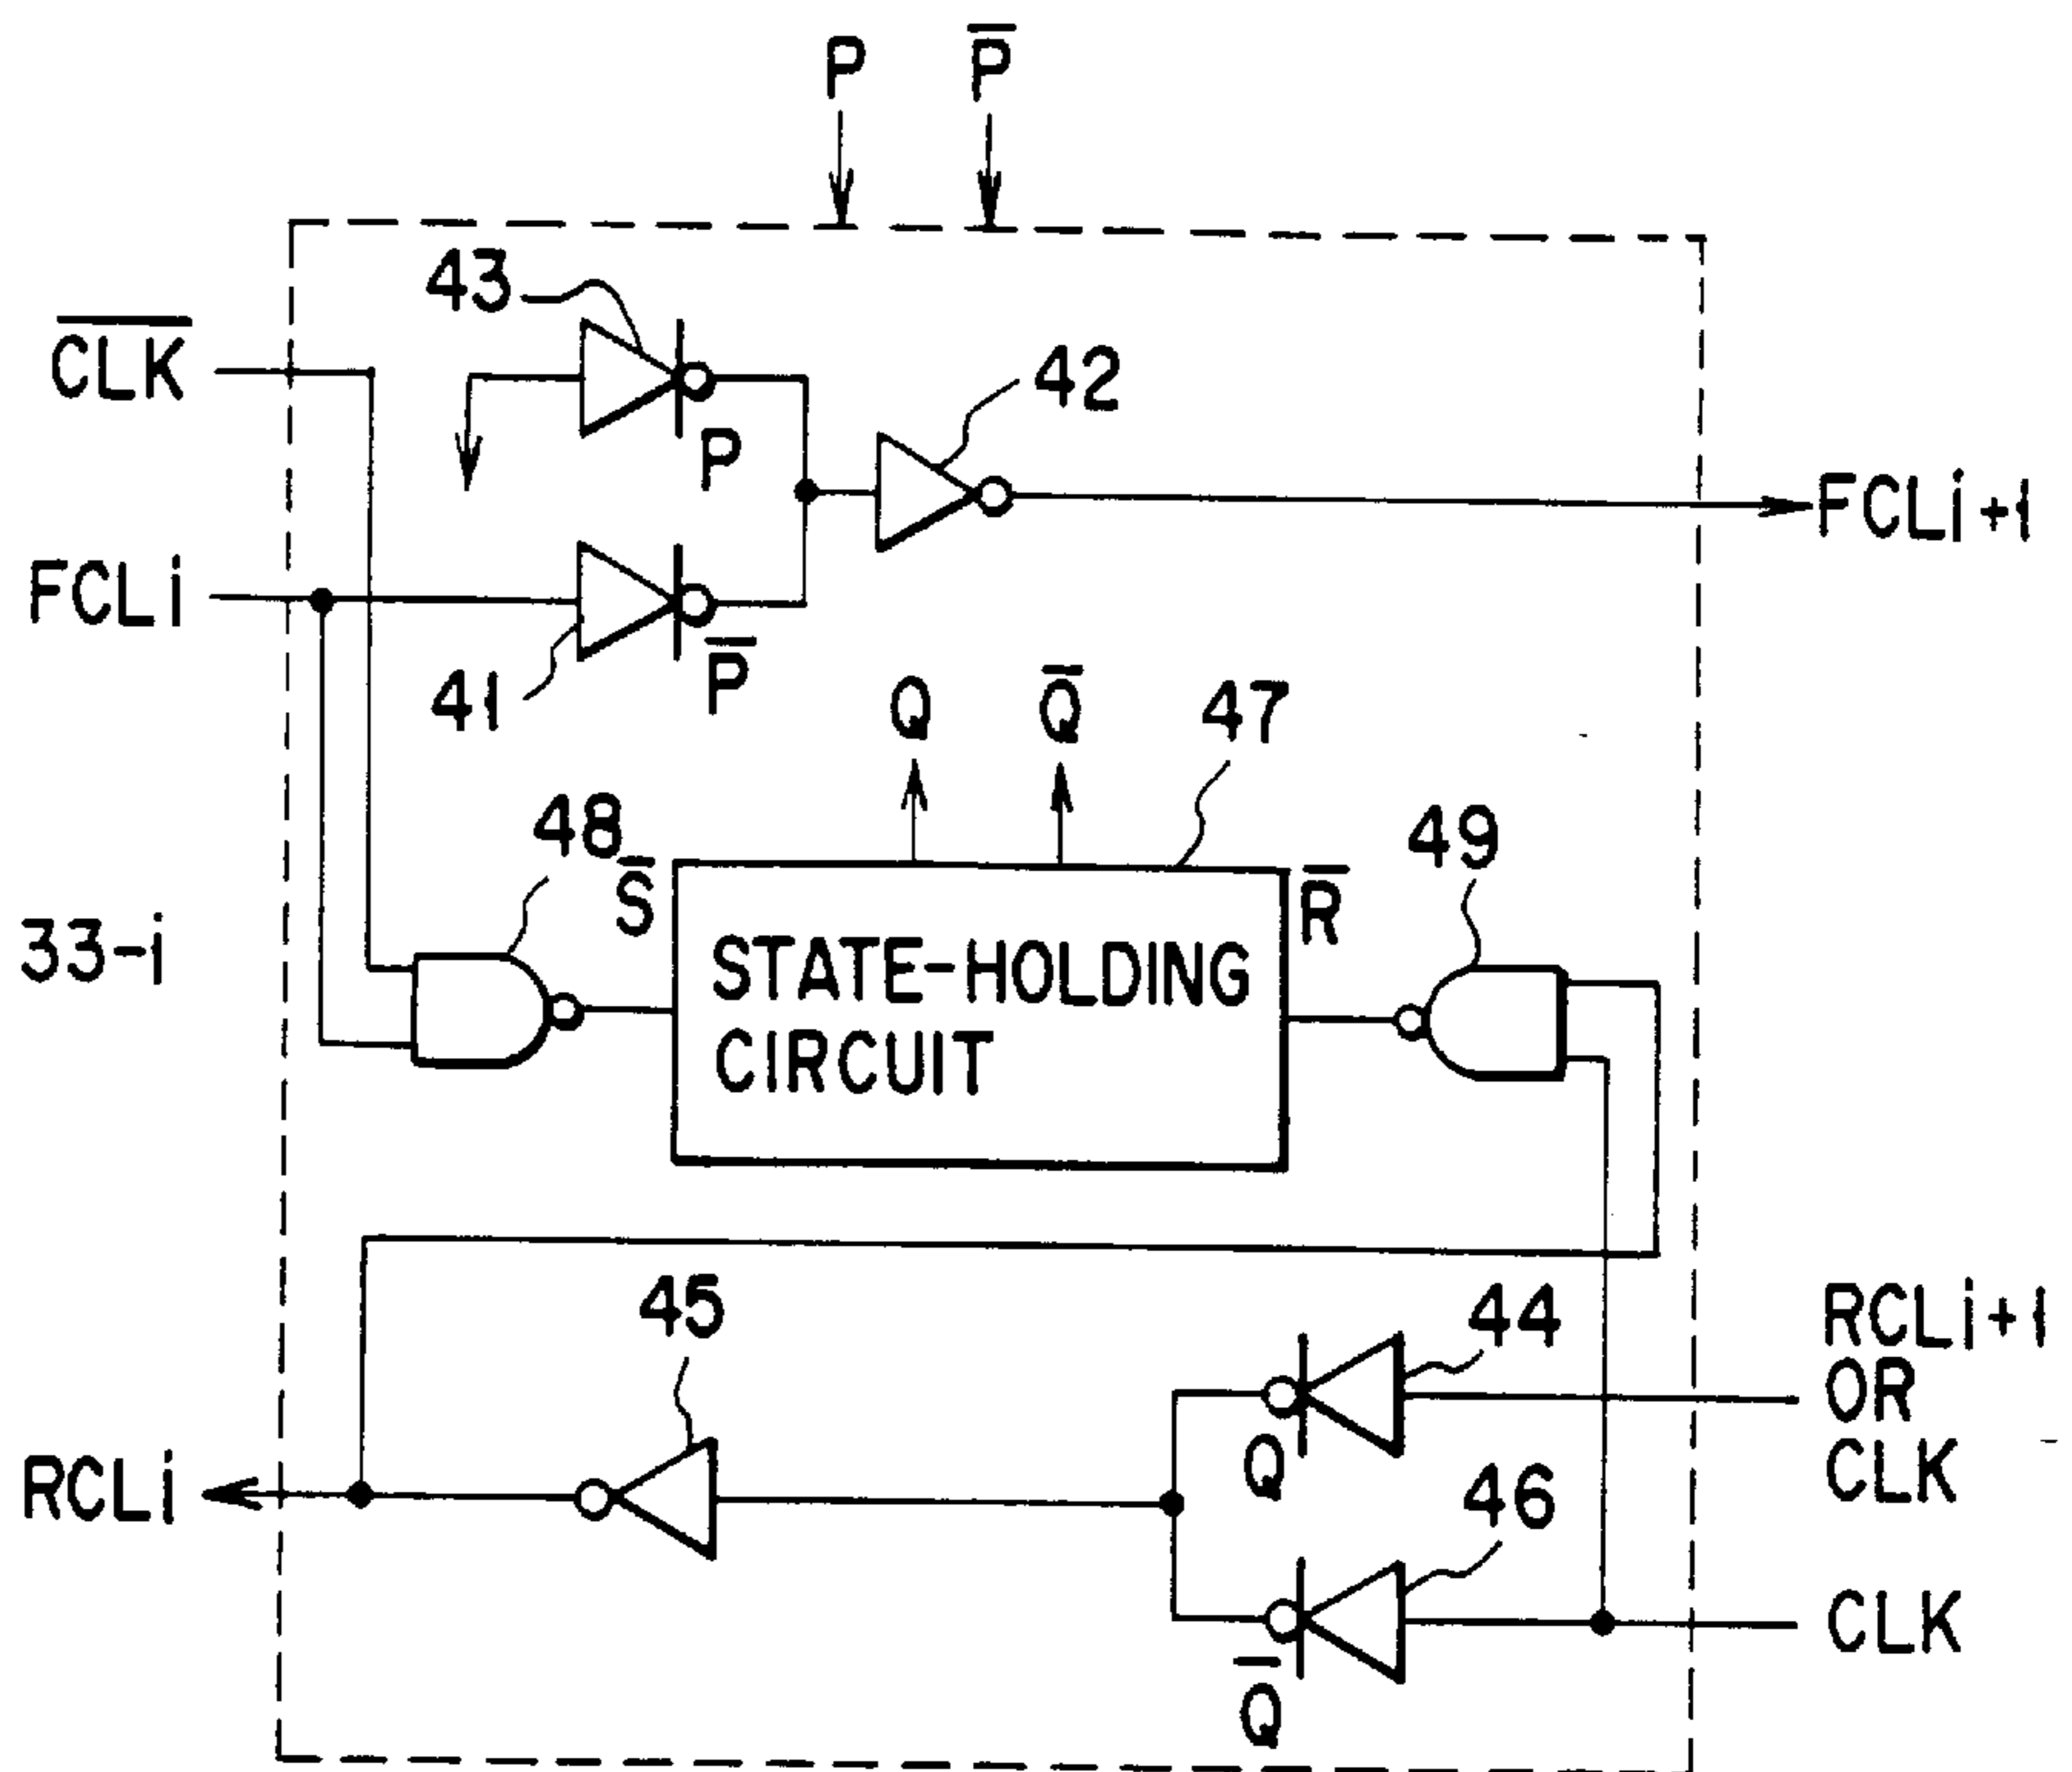 P P̅
43
C̅L̅K̅
42
P
FCLi+1
FCLi
P̅
41
Q Q̅ 47
48 49
S̅ R̅
33-i
STATE-HOLDING
CIRCUIT
45 44
RCLi+1
OR
CLK
Q
RCLi
46
CLK
Q̅